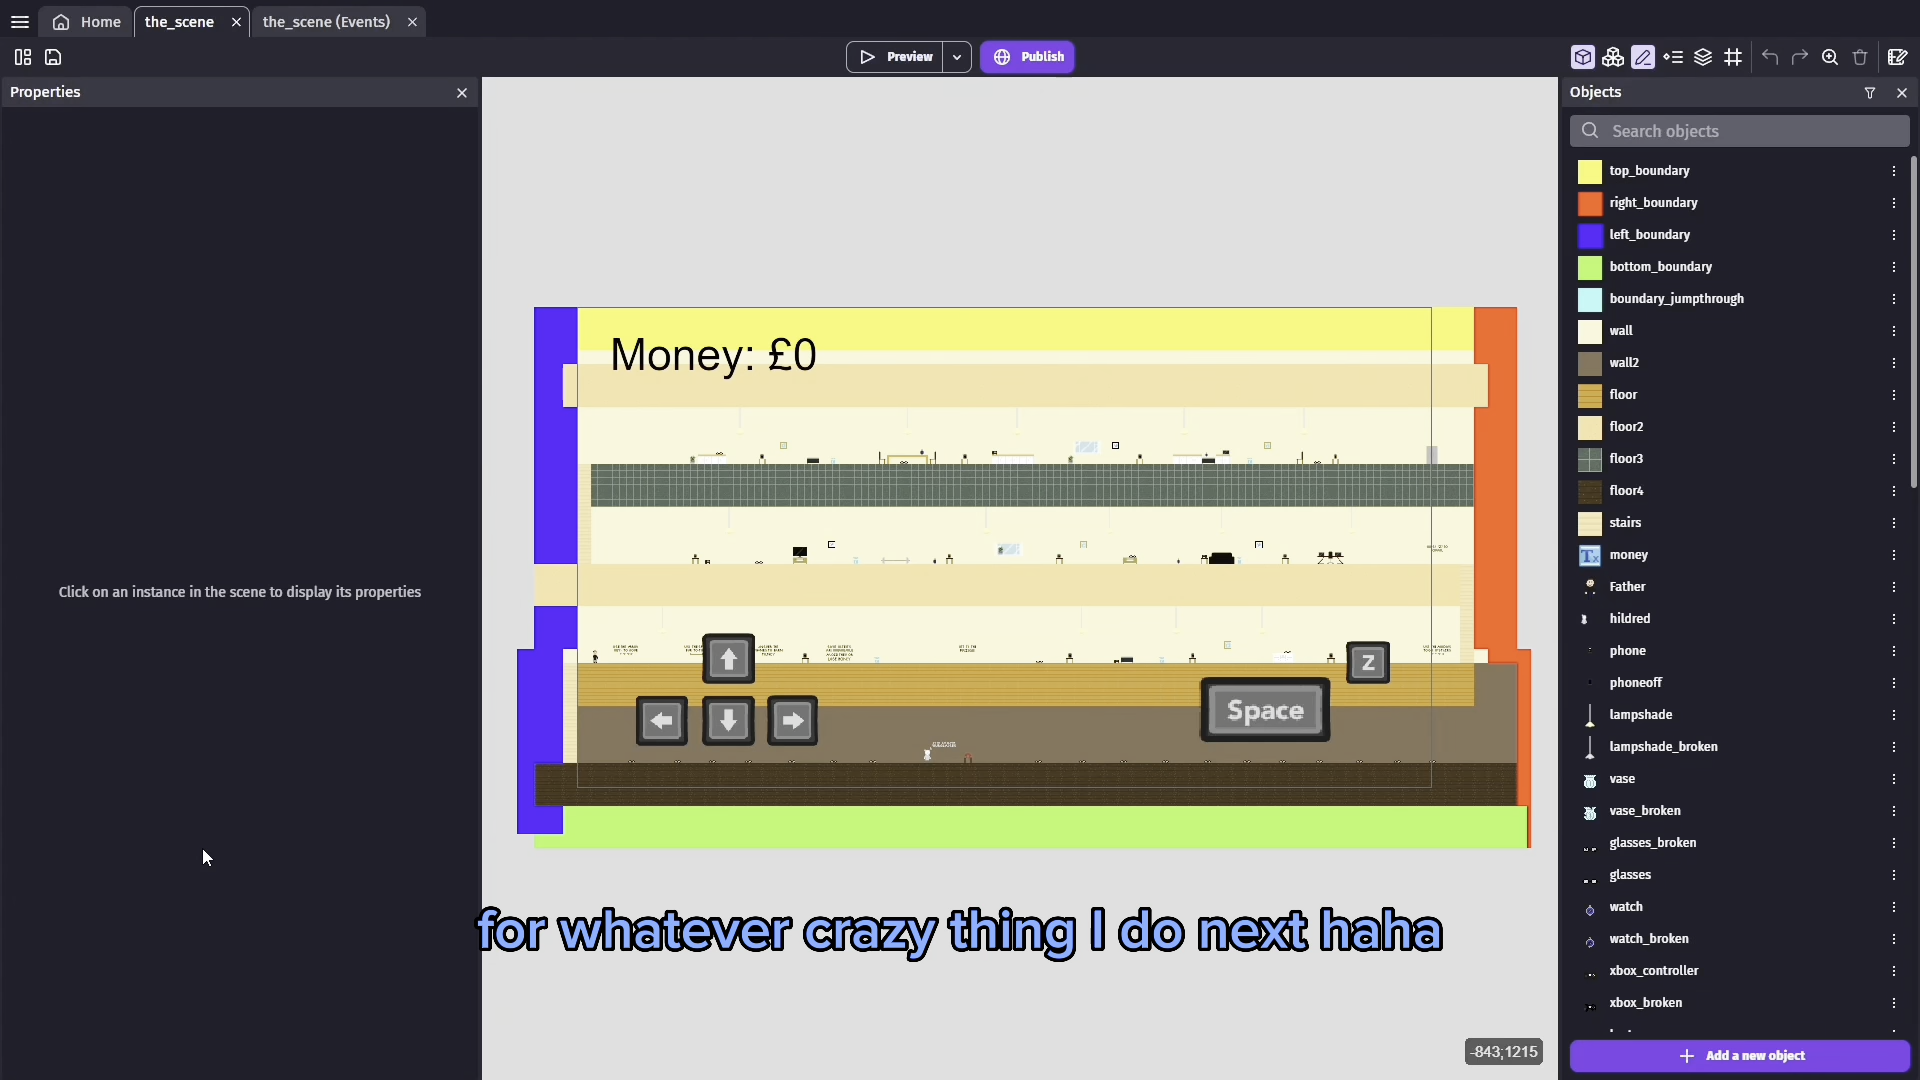 Home
the_scene
the_scene (Events)
Preview
Publish
Properties
Click on an instance in the scene to display its properties
Money: £0
Z
Space
for whatever crazy thing I do next haha
-843;1215
Objects
Search objects
top_boundary
right_boundary
left_boundary
bottom_boundary
boundary_jumpthrough
wall
wall2
floor
floor2
floor3
floor4
stairs
money
Father
hildred
phone
phoneoff
lampshade
lampshade_broken
vase
vase_broken
glasses_broken
glasses
watch
watch_broken
xbox_controller
xbox_broken
Add a new object